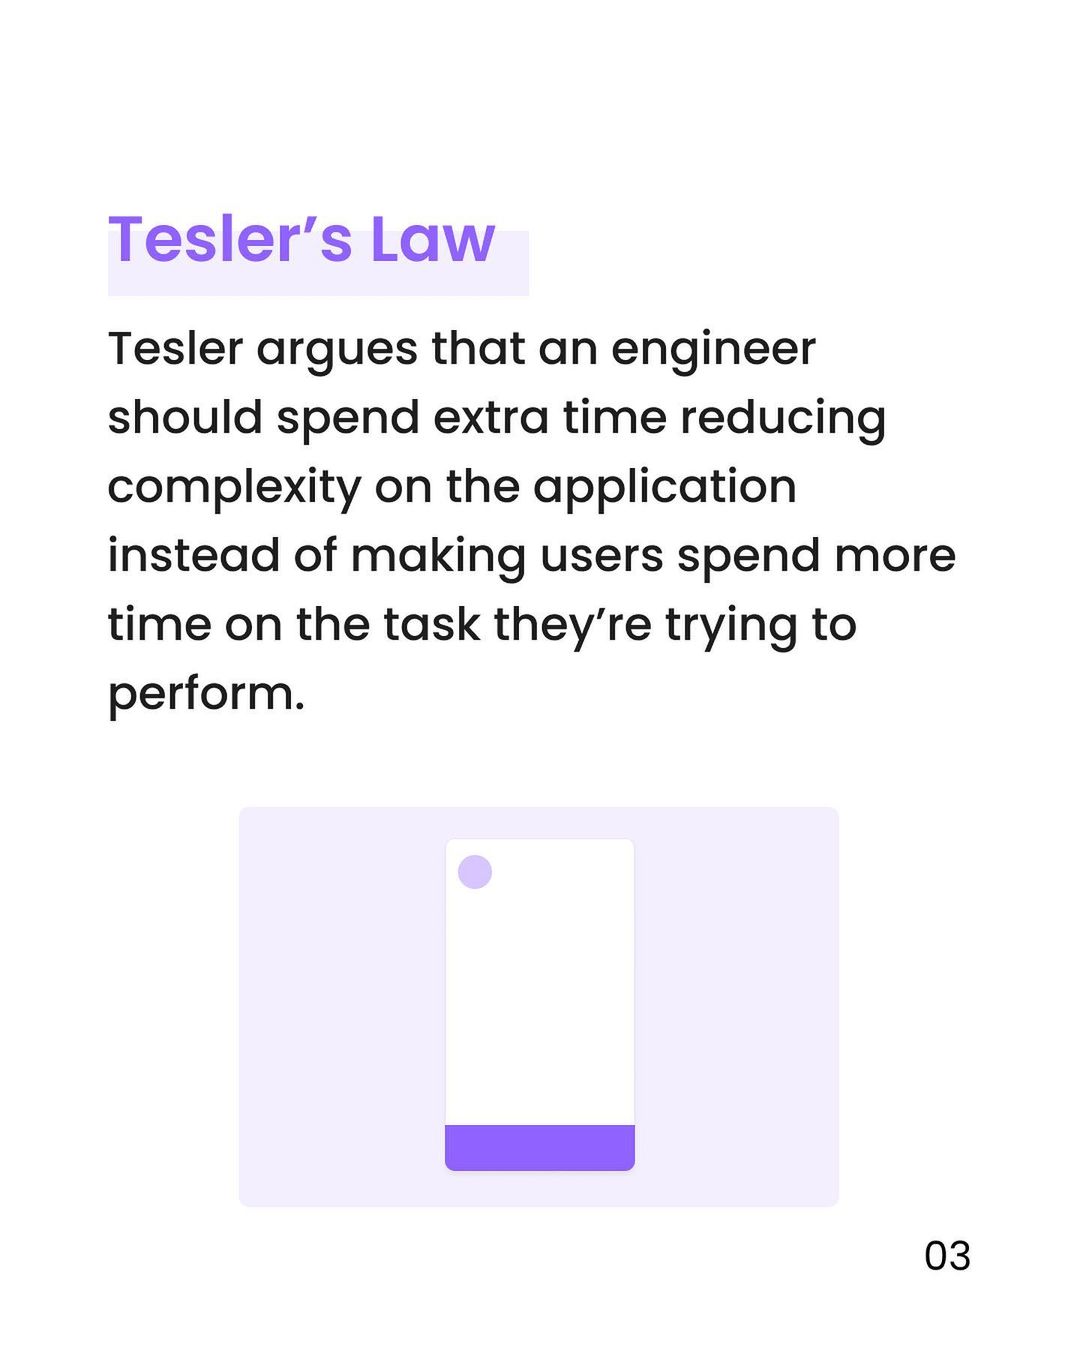 Tesler’s Law
Tesler argues that an engineer
should spend extra time reducing
complexity on the application
instead of making users spend more
time on the task they’re trying to
perform.
03